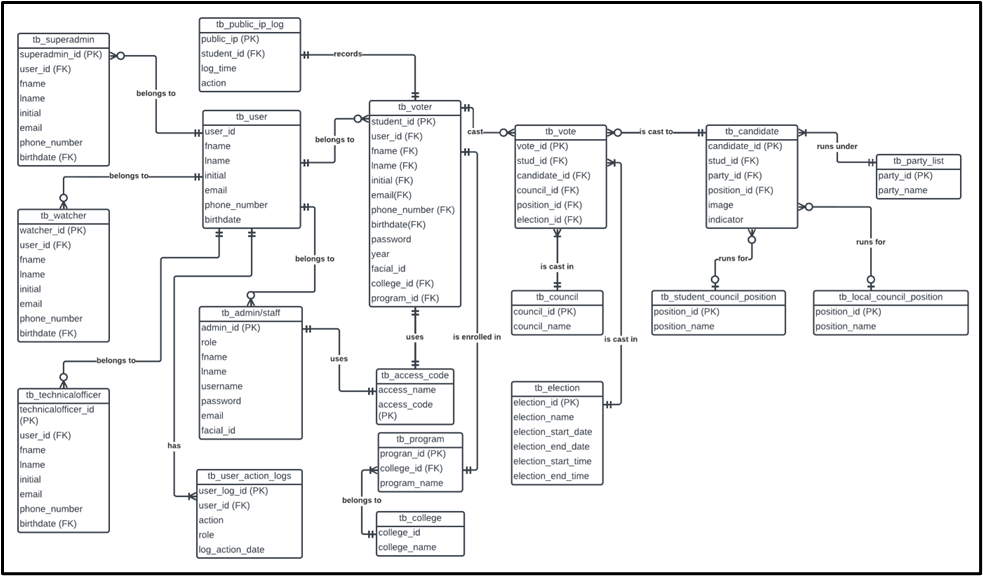 tb_superadmin
superadmin_id (PK)
user_id (FK)
fname
lname
initial
email
phone_number
birthdate (FK)
belongs to
tb_public_ip_log
public_ip (PK)
student_id (FK)
log_time
action
records
tb_user
user_id
fname
lname
initial
email
phone_number
birthdate
belongs to
belongs to
belongs to
tb_watcher
watcher_id (PK)
user_id (FK)
fname
lname
initial
email
phone_number
birthdate (FK)
belongs to
tb_technicalofficer
technicalofficer_id
(PK)
user_id (FK)
fname
lname
initial
email
phone_number
birthdate (FK)
has
tb_admin/staff
admin_id (PK)
role
fname
lname
username
password
email
facial_id
uses
tb_user_action_logs
user_log_id (PK)
user_id (FK)
action
role
log_action_date
tb_voter
student_id (PK)
user_id (FK)
fname (FK)
lname (FK)
initial (FK)
email(FK)
phone_number (FK)
birthdate(FK)
password
year
facial_id
college_id (FK)
program_id (FK)
uses
is enrolled in
tb_access_code
access_name
access_code
(PK)
tb_program
progran_id (PK)
college_id (FK)
program_name
belongs to
tb_college
college_id
college_name
cast
tb_vote
vote_id (PK)
stud_id (FK)
candidate_id (FK)
council_id (FK)
position_id (FK)
election_id (FK)
is cast to
is cast in
tb_council
council_id (PK)
council_name
is cast in
tb_election
election_id (PK)
election_name
election_start_date
election_end_date
election_start_time
election_end_time
tb_candidate
candidate_id (PK)
stud_id (FK)
party_id (FK)
position_id (FK)
image
indicator
runs under
tb_party_list
party_id (PK)
party_name
runs for
runs for
tb_student_council_position
position_id (PK)
position_name
tb_local_council_position
position_id (PK)
position_name